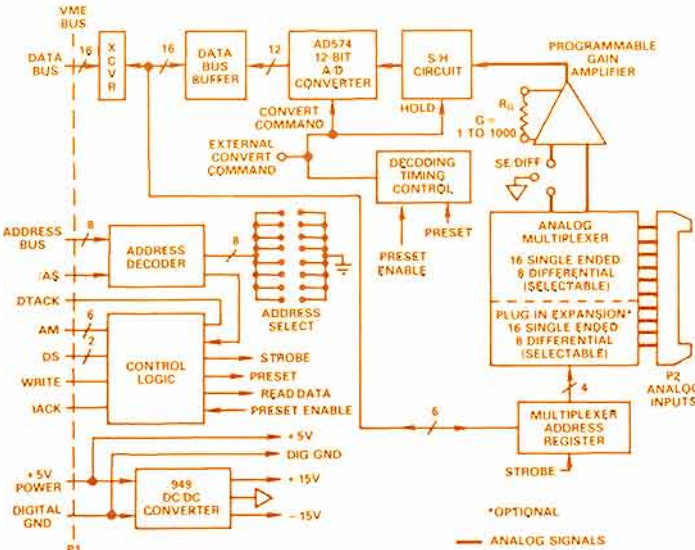 VME
BUS
DATA
BUS
16
XCVR
16
DATA
BUS
BUFFER
12
AD574
12-BIT
A/D
CONVERTER
S/H
CIRCUIT
HOLD
PROGRAMMABLE
GAIN
AMPLIFIER
RG
G =
1 TO 1000
CONVERT
COMMAND
EXTERNAL
CONVERT
COMMAND
DECODING
TIMING
CONTROL
PRESET
PRESET
ENABLE
SE/DIFF
ANALOG
MULTIPLEXER
16 SINGLE ENDED
8 DIFFERENTIAL
(SELECTABLE)
PLUG IN EXPANSION*
16 SINGLE ENDED
8 DIFFERENTIAL
(SELECTABLE)
P2
ANALOG
INPUTS
4
6
MULTIPLEXER
ADDRESS
REGISTER
STROBE
ADDRESS
BUS
8
ADDRESS
DECODER
8
ADDRESS
SELECT
/AS
DTACK
AM
6
DS
2
WRITE
IACK
CONTROL
LOGIC
STROBE
PRESET
READ DATA
PRESET ENABLE
+5V
DIG GND
+5V
POWER
DIGITAL
GND
949
DC/DC
CONVERTER
+15V
-15V
P1
*OPTIONAL
ANALOG SIGNALS